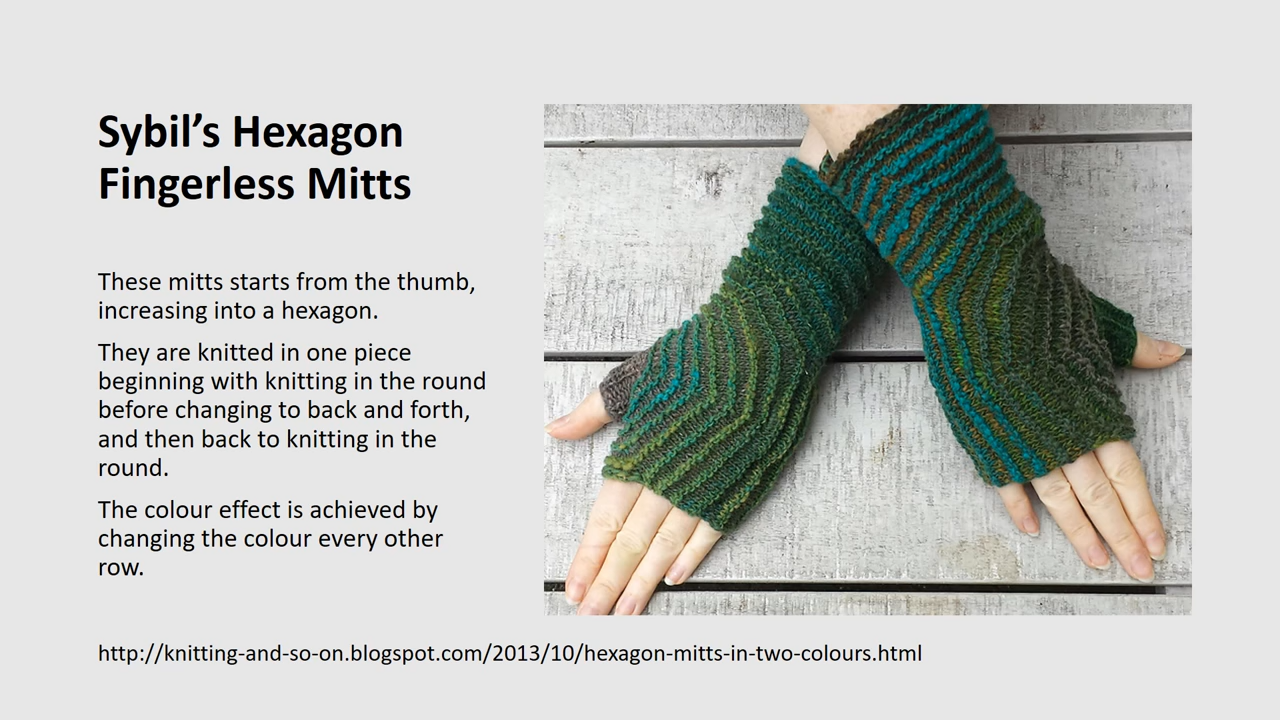 Sybil’s Hexagon
Fingerless Mitts
These mitts starts from the thumb,
increasing into a hexagon.
They are knitted in one piece
beginning with knitting in the round
before changing to back and forth,
and then back to knitting in the
round.
The colour effect is achieved by
changing the colour every other
row.
http://knitting-and-so-on.blogspot.com/2013/10/hexagon-mitts-in-two-colours.html